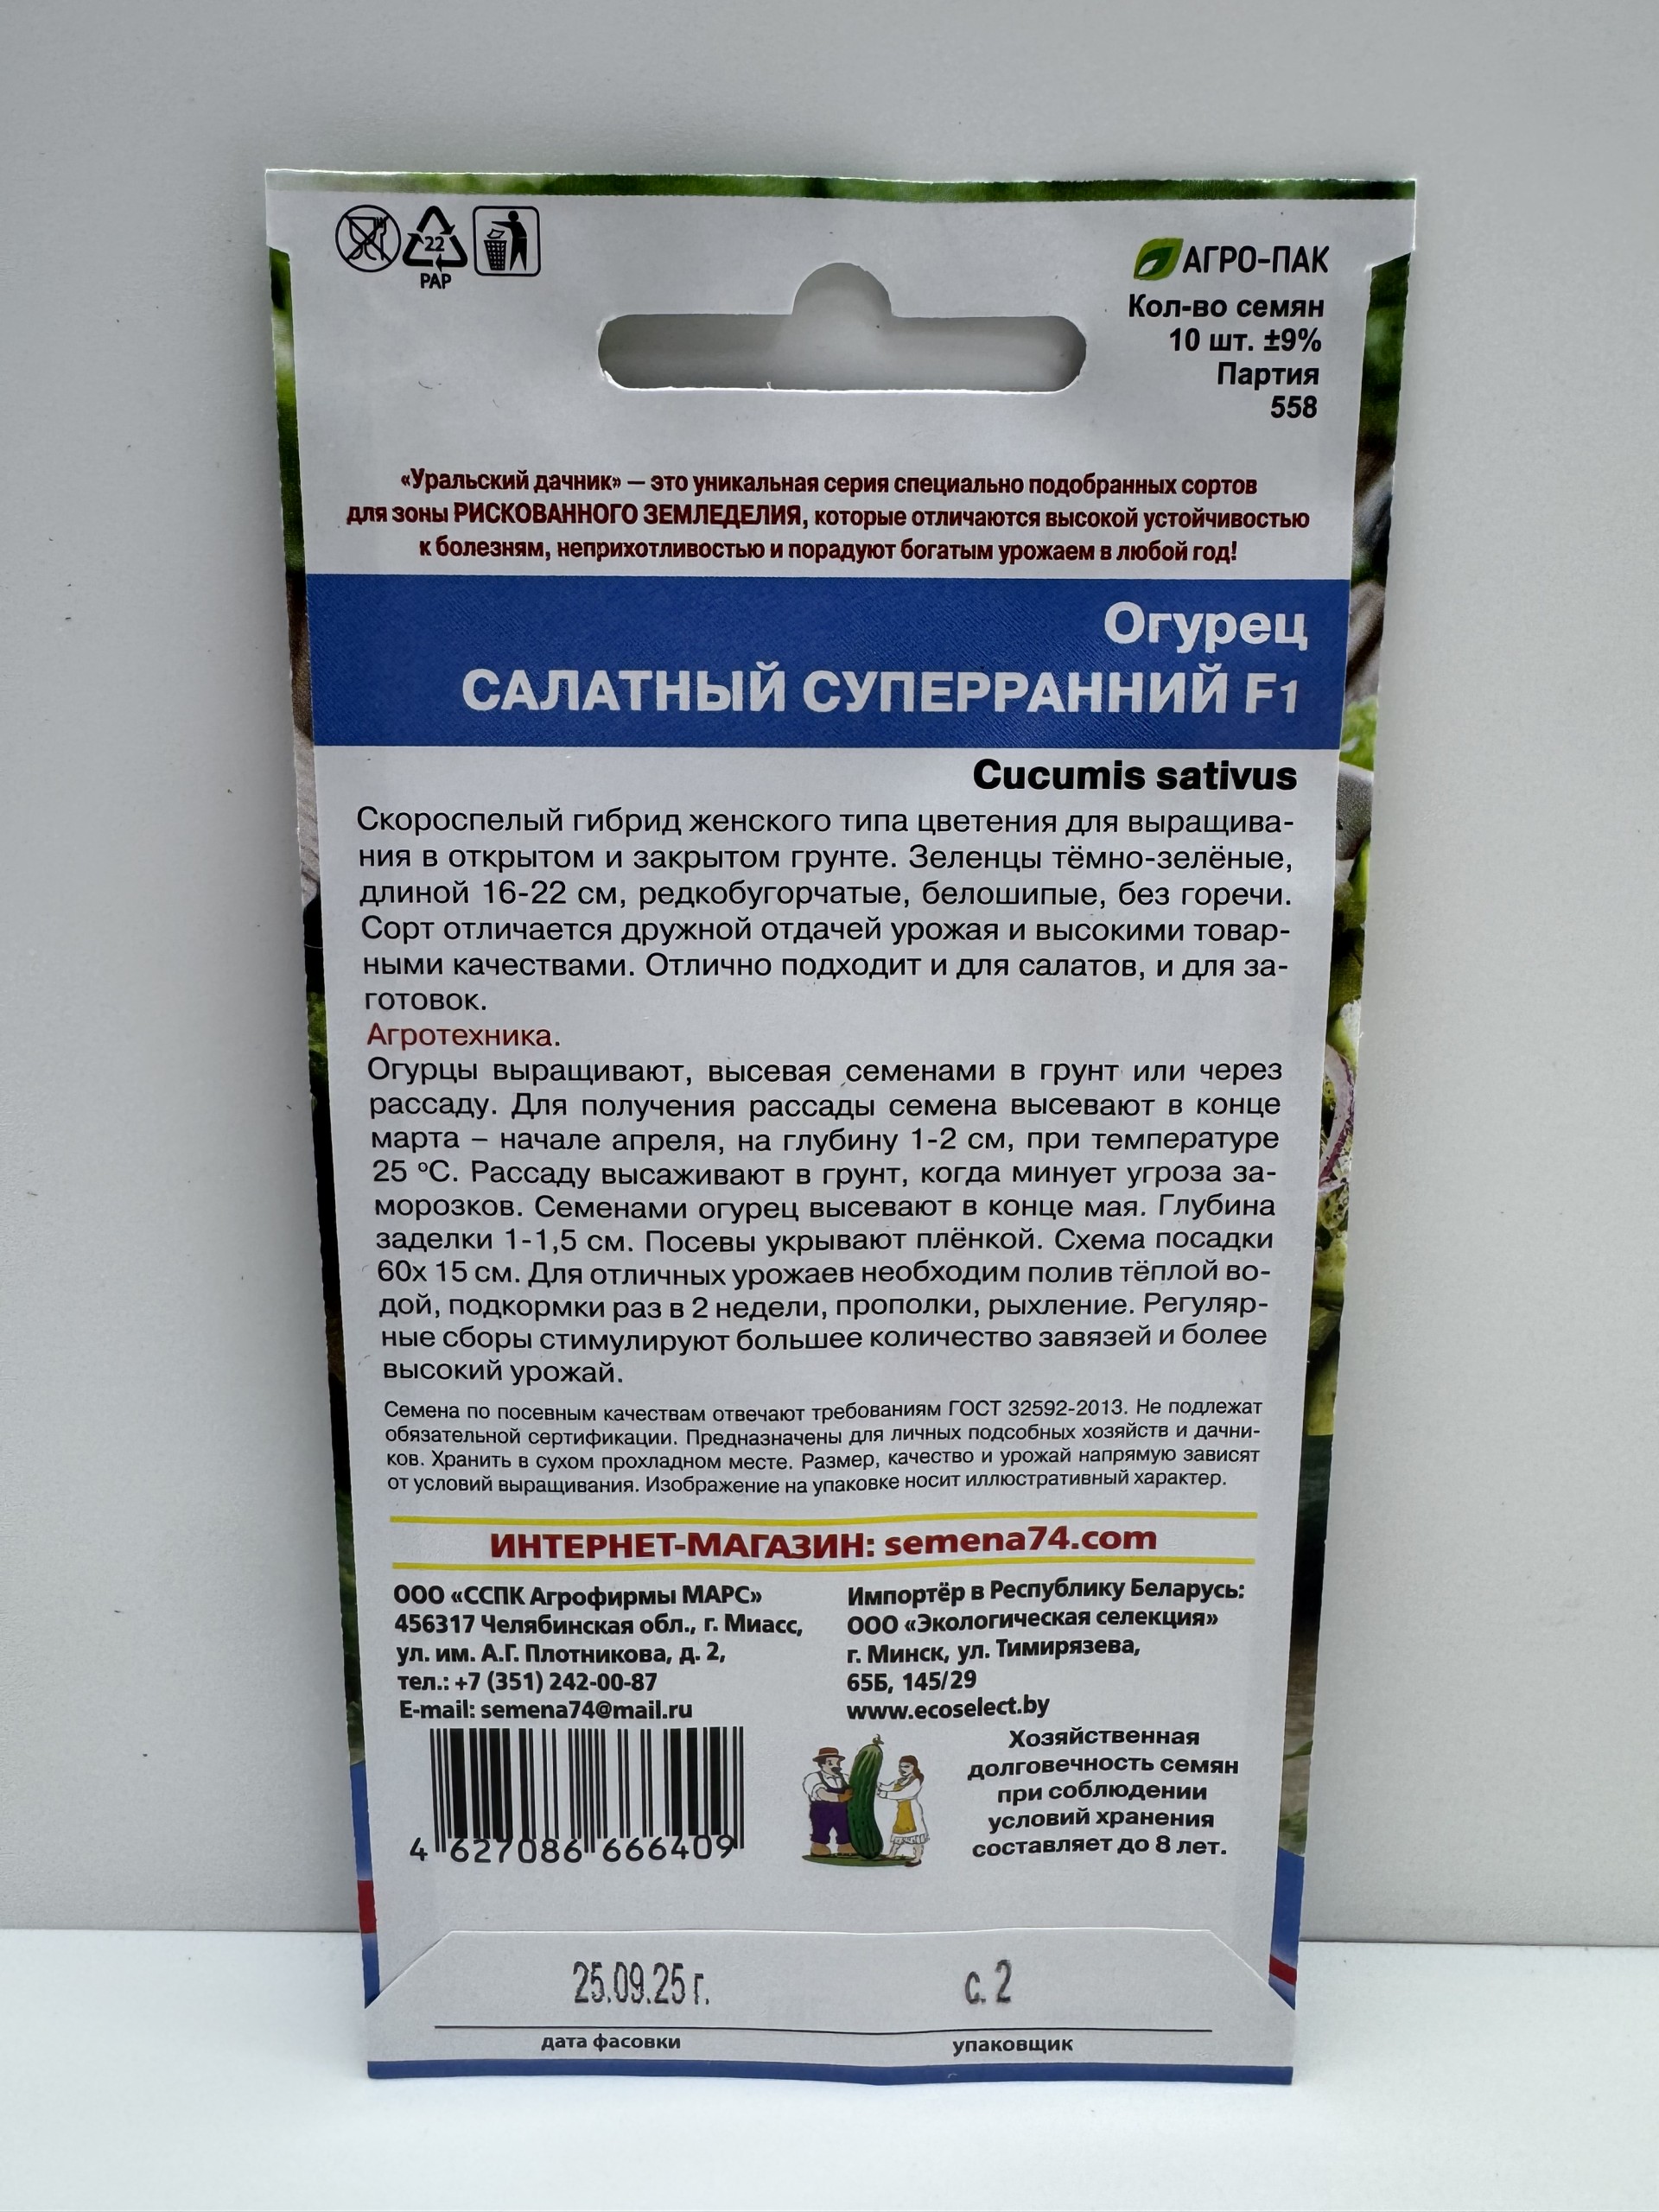 22
PAP
АГРО-ПАК
Кол-во семян
10 шт. ±9%
Партия
558
«Уральский дачник» — это уникальная серия специально подобранных сортов
для зоны РИСКОВАННОГО ЗЕМЛЕДЕЛИЯ, которые отличаются высокой устойчивостью
к болезням, неприхотливостью и порадуют богатым урожаем в любой год!
Огурец
САЛАТНЫЙ СУПЕРРАННИЙ F1
Cucumis sativus
Скороспелый гибрид женского типа цветения для выращива-
ния в открытом и закрытом грунте. Зеленцы тёмно-зелёные,
длиной 16-22 см, редкобугорчатые, белошипые, без горечи.
Сорт отличается дружной отдачей урожая и высокими товар-
ными качествами. Отлично подходит и для салатов, и для за-
готовок.
Агротехника.
Огурцы выращивают, высевая семенами в грунт или через
рассаду. Для получения рассады семена высевают в конце
марта – начале апреля, на глубину 1-2 см, при температуре
25 °С. Рассаду высаживают в грунт, когда минует угроза за-
морозков. Семенами огурец высевают в конце мая. Глубина
заделки 1-1,5 см. Посевы укрывают плёнкой. Схема посадки
60х 15 см. Для отличных урожаев необходим полив тёплой во-
дой, подкормки раз в 2 недели, прополки, рыхление. Регуляр-
ные сборы стимулируют большее количество завязей и более
высокий урожай.
Семена по посевным качествам отвечают требованиям ГОСТ 32592-2013. Не подлежат
обязательной сертификации. Предназначены для личных подсобных хозяйств и дачни-
ков. Хранить в сухом прохладном месте. Размер, качество и урожай напрямую зависят
от условий выращивания. Изображение на упаковке носит иллюстративный характер.
ИНТЕРНЕТ-МАГАЗИН: semena74.com
ООО «ССПК Агрофирмы МАРС»
456317 Челябинская обл., г. Миасс,
ул. им. А.Г. Плотникова, д. 2,
тел.: +7 (351) 242-00-87
E-mail: semena74@mail.ru
Импортёр в Республику Беларусь:
ООО «Экологическая селекция»
г. Минск, ул. Тимирязева,
65Б, 145/29
www.ecoselect.by
Хозяйственная
долговечность семян
при соблюдении
условий хранения
составляет до 8 лет.
4 627086 666409
25.09.25 г. с. 2
дата фасовки упаковщик